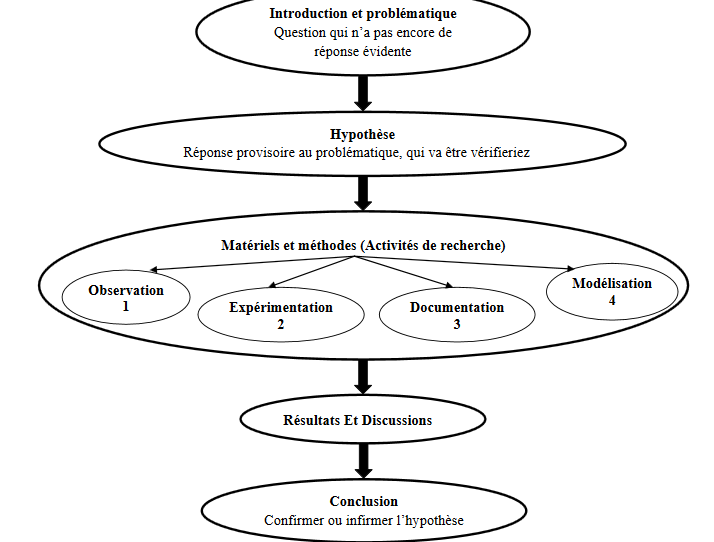 Introduction et problématique
Question qui n’a pas encore de
réponse évidente
Hypothèse
Réponse provisoire au problématique, qui va être vérifieriez
Matériels et méthodes (Activités de recherche)
Observation
1
Expérimentation
2
Documentation
3
Modélisation
4
Résultats Et Discussions
Conclusion
Confirmer ou infirmer l’hypothèse